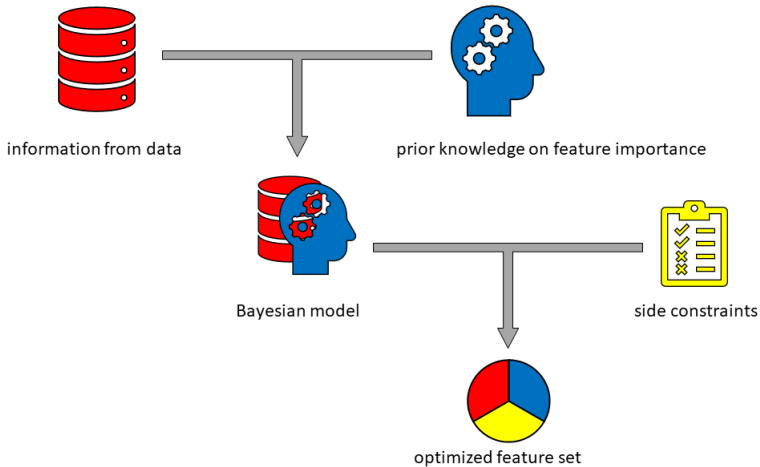 information from data
prior knowledge on feature importance
Bayesian model
side constraints
optimized feature set